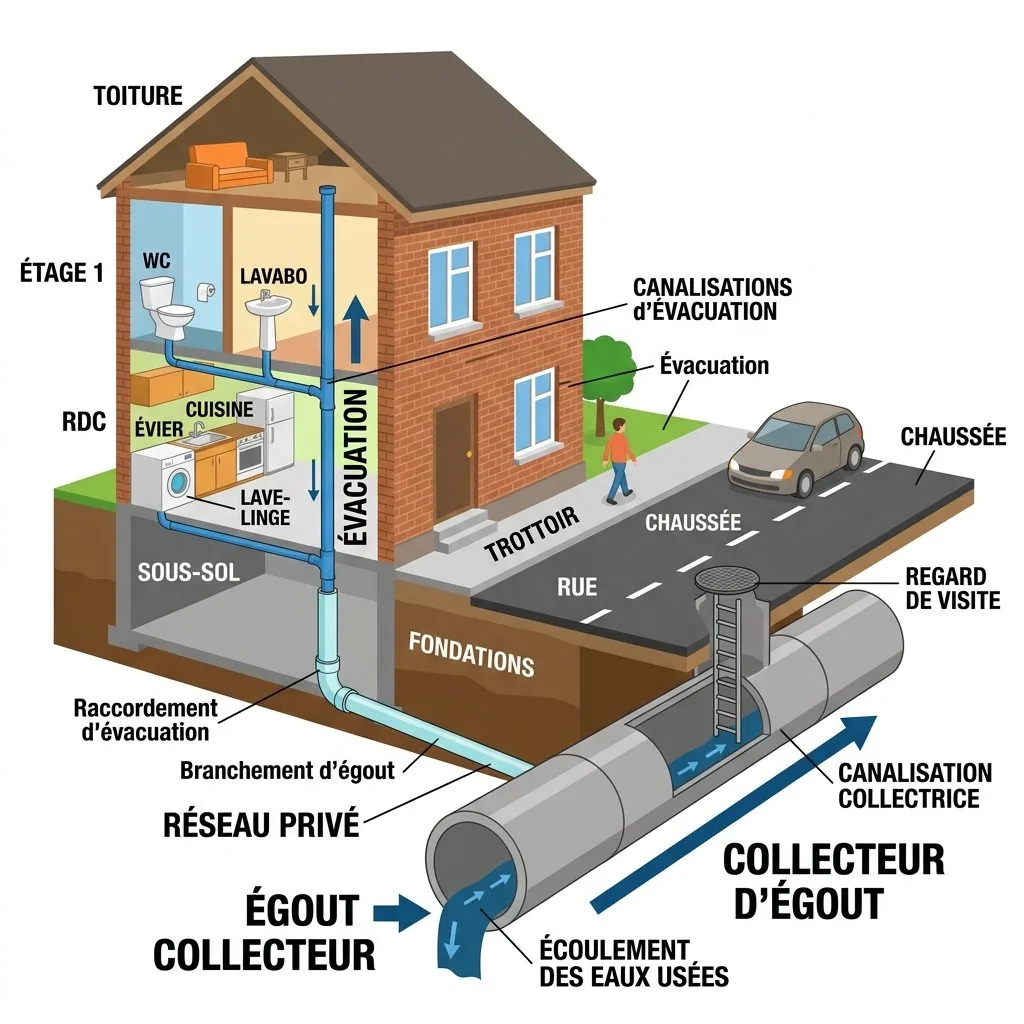 TOITURE
ÉTAGE 1
WC
LAVABO
CANALISATIONS
d'ÉVACUATION
Évacuation
RDC
CUISINE
ÉVIER
ÉVACUATION
CHAUSSÉE
LAVE-
LINGE
TROTTOIR
CHAUSSÉE
SOUS-SOL
RUE
REGARD
DE VISITE
FONDATIONS
Raccordement
d'évacuation
Branchement d'égout
CANALISATION
COLLECTRICE
RÉSEAU PRIVÉ
COLLECTEUR
D'ÉGOUT
ÉGOUT
COLLECTEUR
ÉCOULEMENT
DES EAUX USÉES